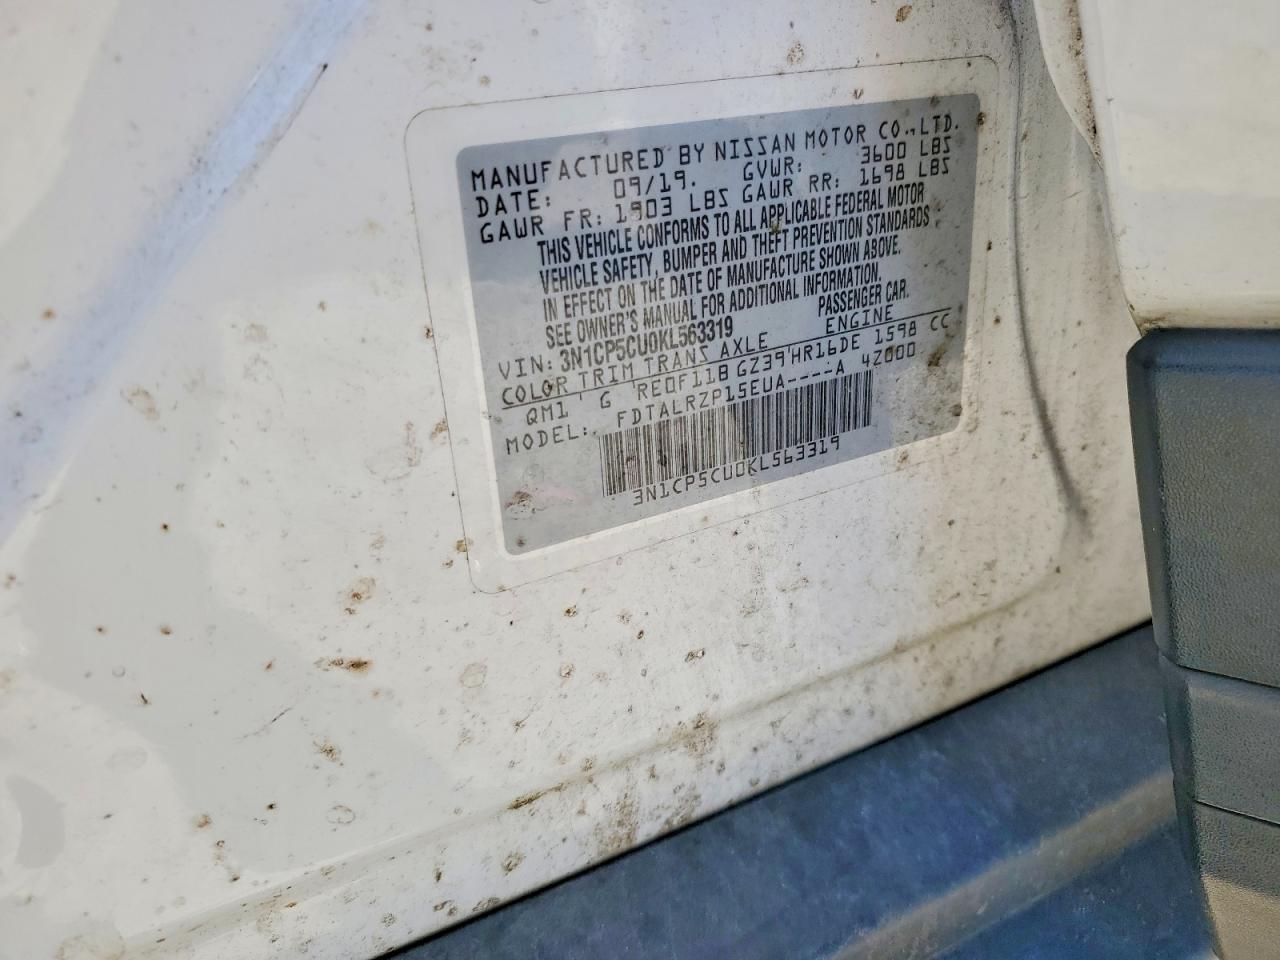 MANUFACTURED BY NISSAN MOTOR CO.,LTD.
DATE: 09/19. GVWR: 3600 LBS
GAWR FR: 1903 LBS GAWR RR: 1698 LBS
THIS VEHICLE CONFORMS TO ALL APPLICABLE FEDERAL MOTOR
VEHICLE SAFETY, BUMPER AND THEFT PREVENTION STANDARDS
IN EFFECT ON THE DATE OF MANUFACTURE SHOWN ABOVE.
SEE OWNER'S MANUAL FOR ADDITIONAL INFORMATION.
VIN: 3N1CP5CU0KL563319 PASSENGER CAR.
COLOR TRIM TRANS AXLE ENGINE
QM1 G RE0F11B GZ39 HR16DE 1598 CC
MODEL: FDTALRZP15EUA----A 4Z000
3N1CP5CU0KL563319